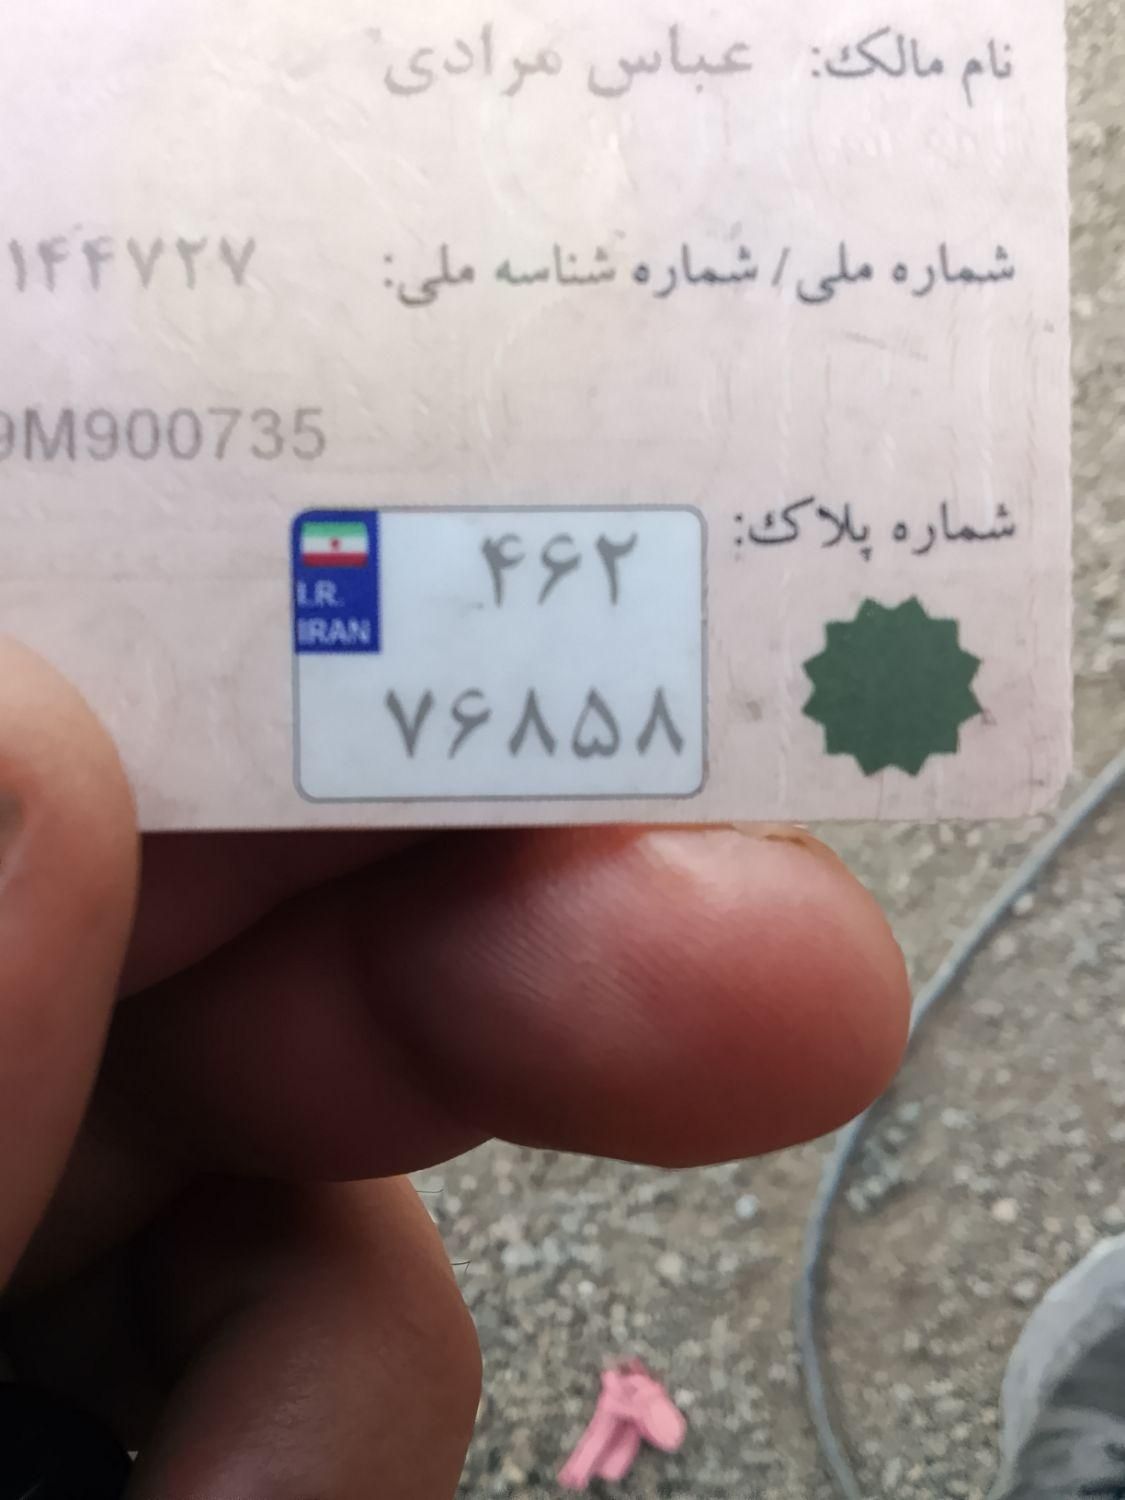 نام مالک: عباس مرادی
شماره ملی / شماره شناسه ملی: ۱۴۴۷۲۷
9M900735
شماره پلاک:
۴۶۲
I.R.
IRAN
۷۶۸۵۸